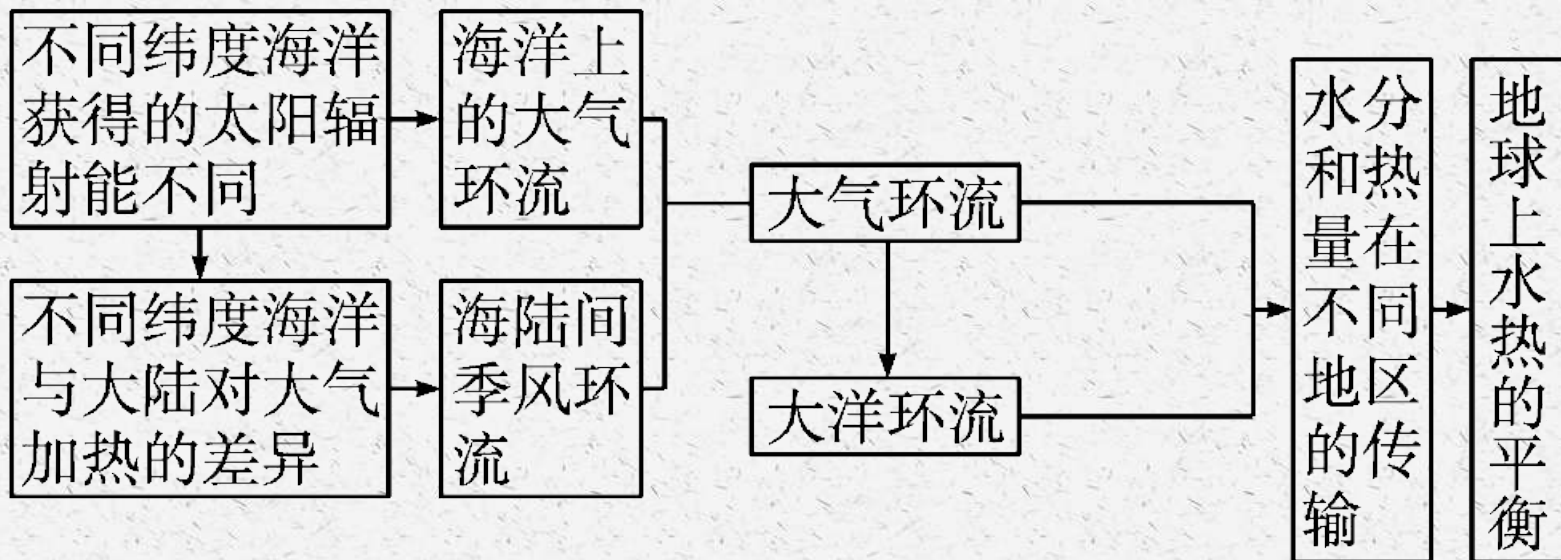 不同纬度海洋
获得的太阳辐
射能不同
海洋上
的大气
环流
不同纬度海洋
与大陆对大气
加热的差异
海陆间
季风环
流
大气环流
大洋环流
水分
和热
量在
不同
地区
的传
输
地球上水热的平衡